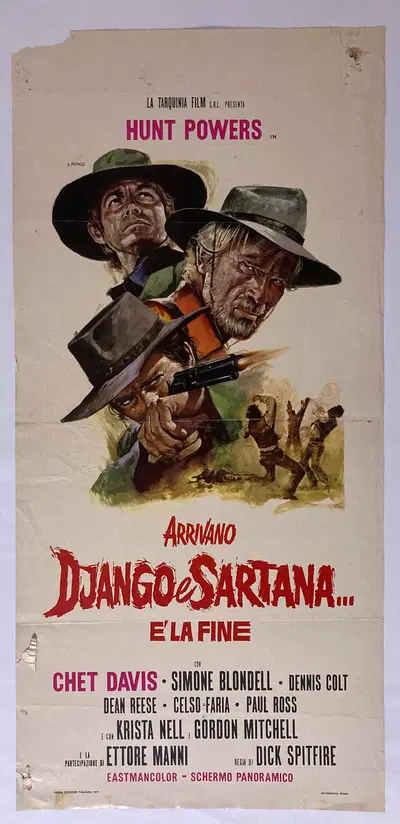 LA TARQUINIA FILM S.R.L. PRESENTA
HUNT POWERS IN
ARRIVANO
DJANGO e SARTANA...
E' LA FINE
CON
CHET DAVIS • SIMONE BLONDELL • DENNIS COLT
DEAN REESE • CELSO FARIA • PAUL ROSS
E CON KRISTA NELL E GORDON MITCHELL
E LA PARTECIPAZIONE DI ETTORE MANNI REGIA DI DICK SPITFIRE
EASTMANCOLOR - SCHERMO PANORAMICO